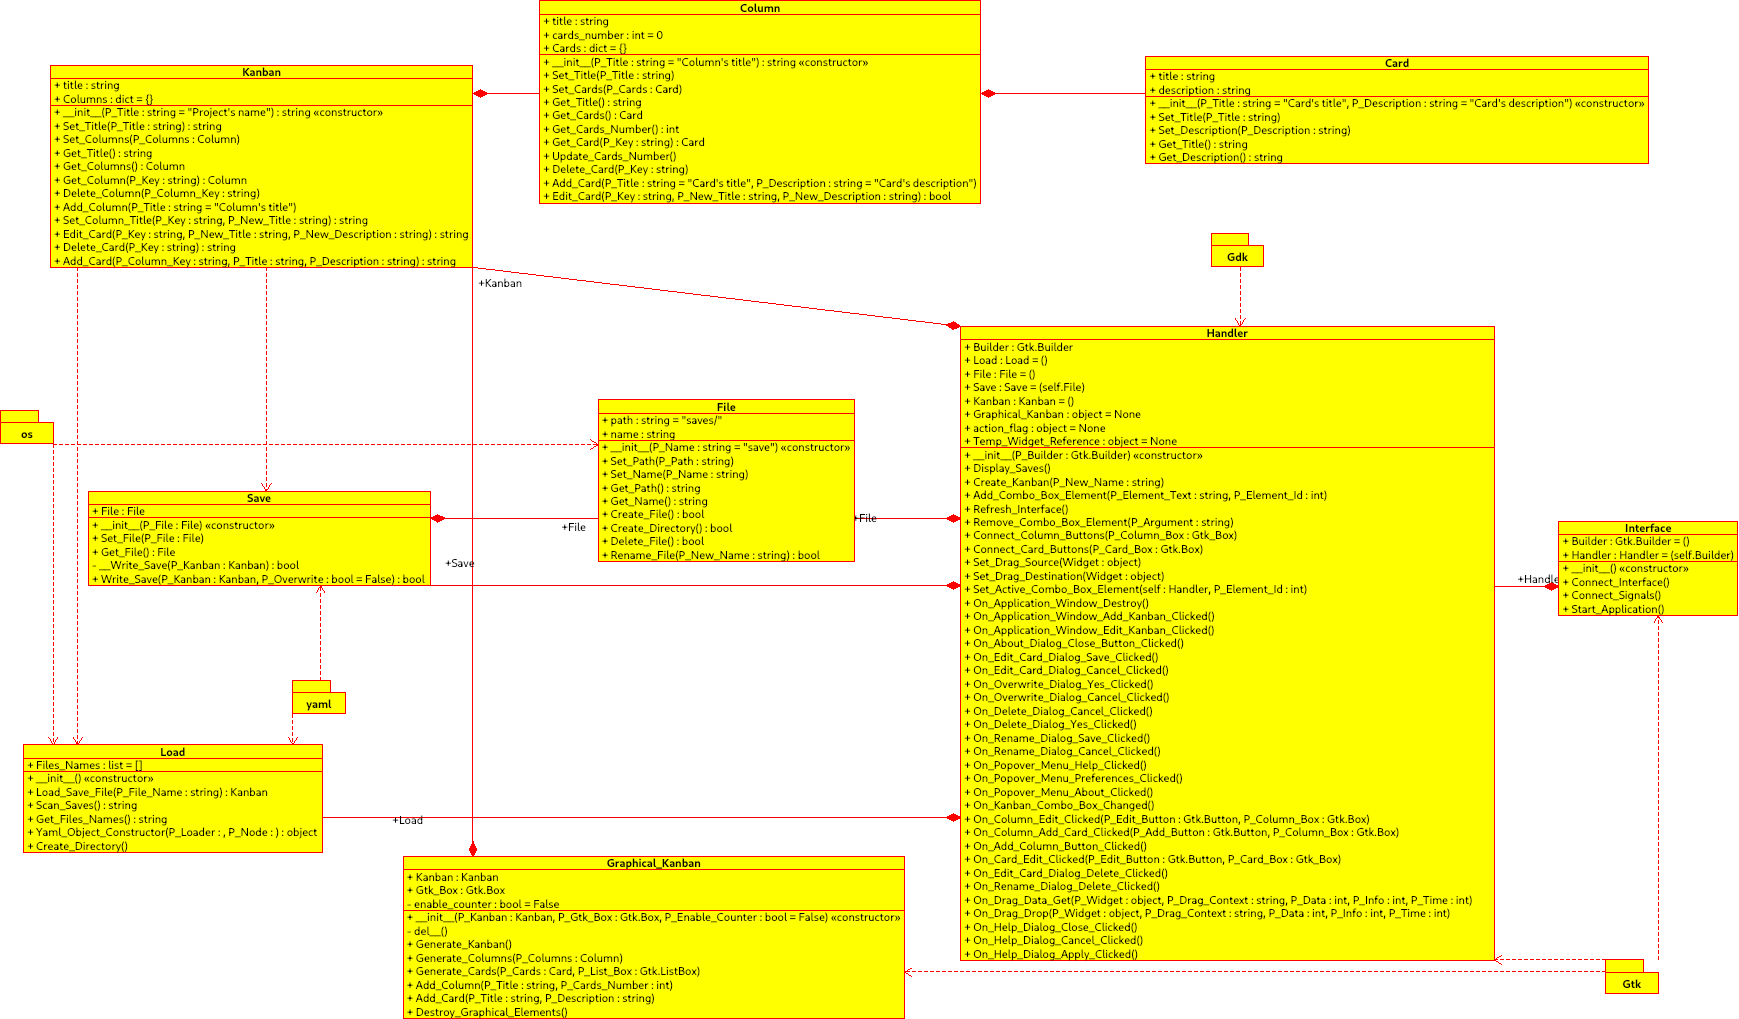 Column
+ title : string
+ cards_number : int = 0
+ Cards : dict = {}
+ __init__(P_Title : string = "Column's title") : string «constructor»
+ Set_Title(P_Title : string)
+ Set_Cards(P_Cards : Card)
+ Get_Title() : string
+ Get_Cards() : Card
+ Get_Cards_Number() : int
+ Get_Card(P_Key : string) : Card
+ Update_Cards_Number()
+ Delete_Card(P_Key : string)
+ Add_Card(P_Title : string = "Card's title", P_Description : string = "Card's description")
+ Edit_Card(P_Key : string, P_New_Title : string, P_New_Description : string) : bool
Kanban
+ title : string
+ Columns : dict = {}
+ __init__(P_Title : string = "Project's name") : string «constructor»
+ Set_Title(P_Title : string) : string
+ Set_Columns(P_Columns : Column)
+ Get_Title() : string
+ Get_Columns() : Column
+ Get_Column(P_Key : string) : Column
+ Delete_Column(P_Column_Key : string)
+ Add_Column(P_Title : string = "Column's title")
+ Set_Column_Title(P_Key : string, P_New_Title : string) : string
+ Edit_Card(P_Key : string, P_New_Title : string, P_New_Description : string) : string
+ Delete_Card(P_Key : string) : string
+ Add_Card(P_Column_Key : string, P_Title : string, P_Description : string) : string
Card
+ title : string
+ description : string
+ __init__(P_Title : string = "Card's title", P_Description : string = "Card's description") «constructor»
+ Set_Title(P_Title : string)
+ Set_Description(P_Description : string)
+ Get_Title() : string
+ Get_Description() : string
Gdk
+Kanban
Handler
+ Builder : Gtk.Builder
+ Load : Load = ()
+ File : File = ()
+ Save : Save = (self.File)
+ Kanban : Kanban = ()
+ Graphical_Kanban : object = None
+ action_flag : object = None
+ Temp_Widget_Reference : object = None
+ __init__(P_Builder : Gtk.Builder) «constructor»
+ Display_Saves()
+ Create_Kanban(P_New_Name : string)
+ Add_Combo_Box_Element(P_Element_Text : string, P_Element_Id : int)
+ Refresh_Interface()
+ Remove_Combo_Box_Element(P_Argument : string)
+ Connect_Column_Buttons(P_Column_Box : Gtk_Box)
+ Connect_Card_Buttons(P_Card_Box : Gtk.Box)
+ Set_Drag_Source(Widget : object)
+ Set_Drag_Destination(Widget : object)
+ Set_Active_Combo_Box_Element(self : Handler, P_Element_Id : int)
+ On_Application_Window_Destroy()
+ On_Application_Window_Add_Kanban_Clicked()
+ On_Application_Window_Edit_Kanban_Clicked()
+ On_About_Dialog_Close_Button_Clicked()
+ On_Edit_Card_Dialog_Save_Clicked()
+ On_Edit_Card_Dialog_Cancel_Clicked()
+ On_Overwrite_Dialog_Yes_Clicked()
+ On_Overwrite_Dialog_Cancel_Clicked()
+ On_Delete_Dialog_Cancel_Clicked()
+ On_Delete_Dialog_Yes_Clicked()
+ On_Rename_Dialog_Save_Clicked()
+ On_Rename_Dialog_Cancel_Clicked()
+ On_Popover_Menu_Help_Clicked()
+ On_Popover_Menu_Preferences_Clicked()
+ On_Popover_Menu_About_Clicked()
+ On_Kanban_Combo_Box_Changed()
+ On_Column_Edit_Clicked(P_Edit_Button : Gtk.Button, P_Column_Box : Gtk.Box)
+ On_Column_Add_Card_Clicked(P_Add_Button : Gtk.Button, P_Column_Box : Gtk.Box)
+ On_Add_Column_Button_Clicked()
+ On_Card_Edit_Clicked(P_Edit_Button : Gtk.Button, P_Card_Box : Gtk_Box)
+ On_Edit_Card_Dialog_Delete_Clicked()
+ On_Rename_Dialog_Delete_Clicked()
+ On_Drag_Data_Get(P_Widget : object, P_Drag_Context : string, P_Data : int, P_Info : int, P_Time : int)
+ On_Drag_Drop(P_Widget : object, P_Drag_Context : string, P_Data : int, P_Info : int, P_Time : int)
+ On_Help_Dialog_Close_Clicked()
+ On_Help_Dialog_Cancel_Clicked()
+ On_Help_Dialog_Apply_Clicked()
os
File
+ path : string = "saves/"
+ name : string
+ __init__(P_Name : string = "save") «constructor»
+ Set_Path(P_Path : string)
+ Set_Name(P_Name : string)
+ Get_Path() : string
+ Get_Name() : string
+ Create_File() : bool
+ Create_Directory() : bool
+ Delete_File() : bool
+ Rename_File(P_New_Name : string) : bool
Save
+ File : File
+ __init__(P_File : File) «constructor»
+ Set_File(P_File : File)
+ Get_File() : File
- __Write_Save(P_Kanban : Kanban) : bool
+ Write_Save(P_Kanban : Kanban, P_Overwrite : bool = False) : bool
+File
+File
+Save
Interface
+ Builder : Gtk.Builder = ()
+ Handler : Handler = (self.Builder)
+ __init__() «constructor»
+ Connect_Interface()
+ Connect_Signals()
+ Start_Application()
+Handle
yaml
Load
+ Files_Names : list = []
+ __init__() «constructor»
+ Load_Save_File(P_File_Name : string) : Kanban
+ Scan_Saves() : string
+ Get_Files_Names() : string
+ Yaml_Object_Constructor(P_Loader : , P_Node : ) : object
+ Create_Directory()
+Load
Graphical_Kanban
+ Kanban : Kanban
+ Gtk_Box : Gtk.Box
- enable_counter : bool = False
+ __init__(P_Kanban : Kanban, P_Gtk_Box : Gtk.Box, P_Enable_Counter : bool = False) «constructor»
- del__()
+ Generate_Kanban()
+ Generate_Columns(P_Columns : Column)
+ Generate_Cards(P_Cards : Card, P_List_Box : Gtk.ListBox)
+ Add_Column(P_Title : string, P_Cards_Number : int)
+ Add_Card(P_Title : string, P_Description : string)
+ Destroy_Graphical_Elements()
Gtk